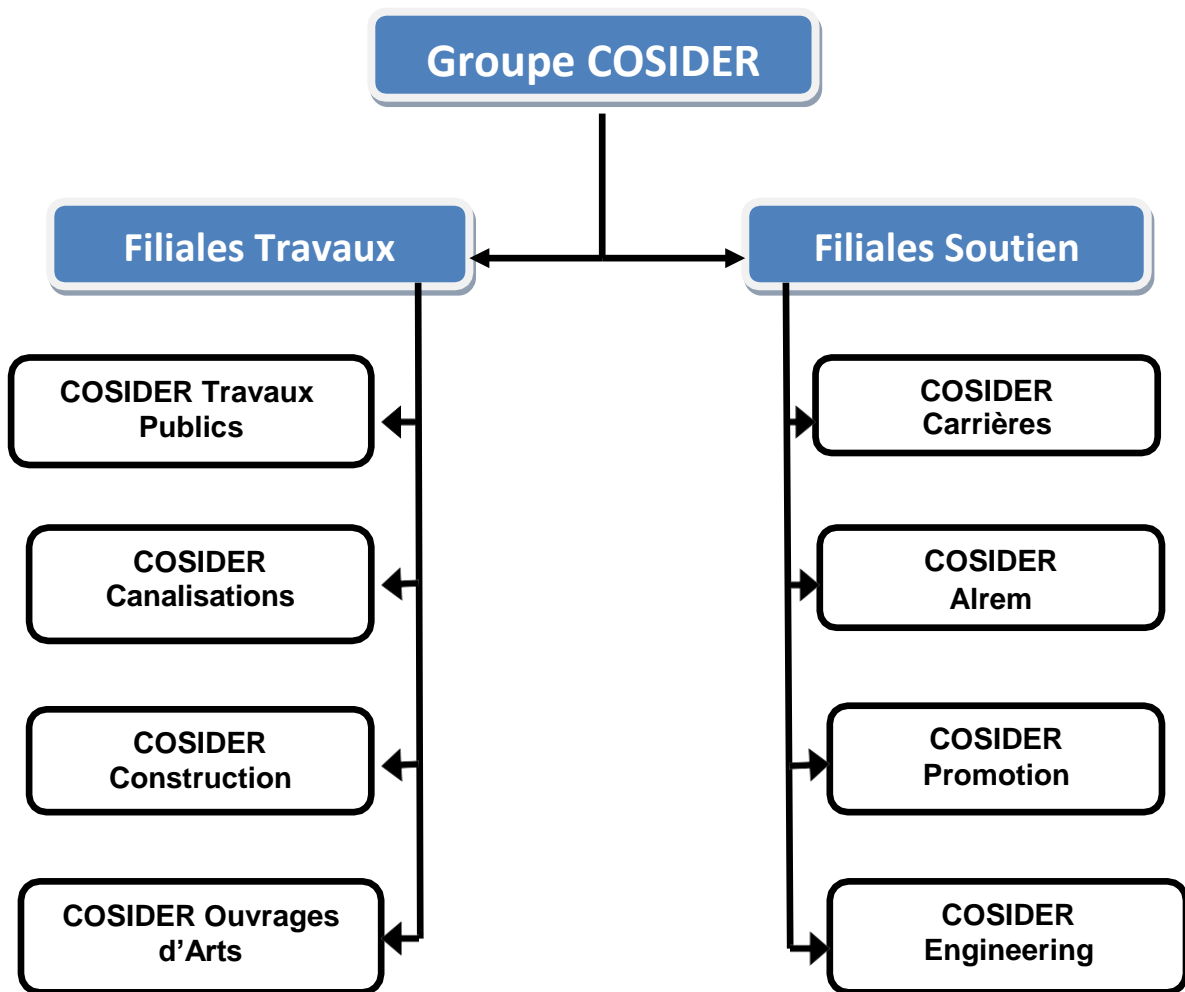 Groupe COSIDER
Filiales Travaux
Filiales Soutien
COSIDER Travaux
Publics
COSIDER
Carrières
COSIDER
Canalisations
COSIDER
Alrem
COSIDER
Construction
COSIDER
Promotion
COSIDER Ouvrages
d’Arts
COSIDER
Engineering